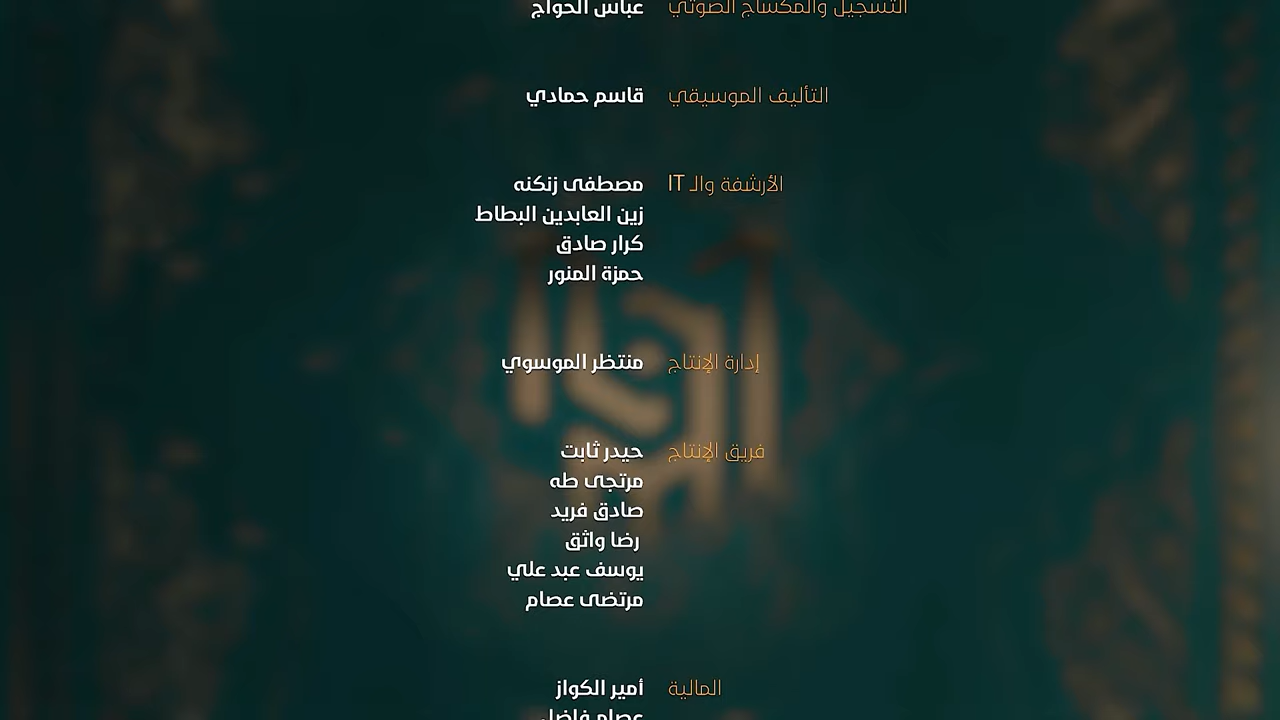 التسجيل والمكساج الصوتي عباس الحواج
التأليف الموسيقي قاسم حمادي
الأرشفة والـ IT مصطفى زنكنه
زين العابدين البطاط
كرار صادق
حمزة المنور
إدارة الإنتاج منتظر الموسوي
فريق الإنتاج حيدر ثابت
مرتجى طه
صادق فريد
رضا واثق
يوسف عبد علي
مرتضى عصام
المالية أمير الكواز
عصام فاضل